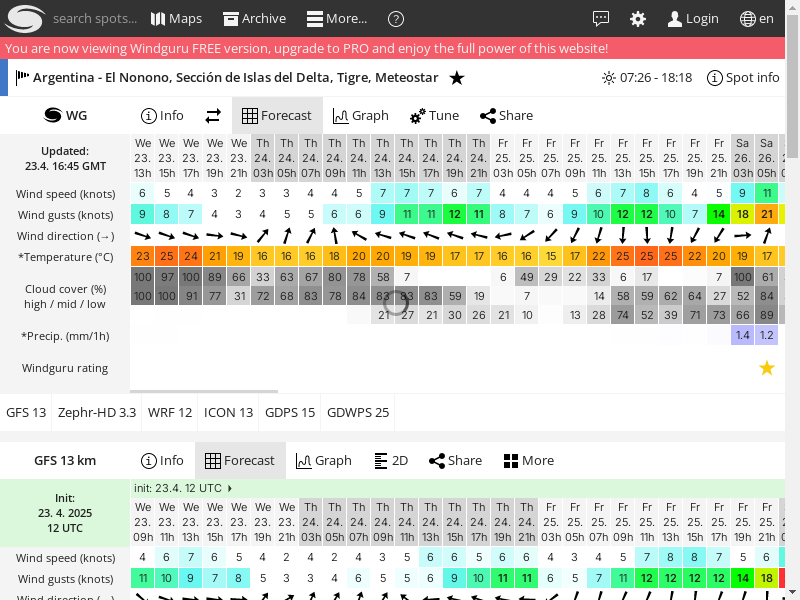 search spots...
Maps
Archive
More...
?
Login
en
You are now viewing Windguru FREE version, upgrade to PRO and enjoy the full power of this website!
Argentina - El Nonono, Sección de Islas del Delta, Tigre, Meteostar
07:26 - 18:18
Spot info
WG
Info
Forecast
Graph
Tune
Share
Updated:
23.4. 16:45 GMT
We We We We We Th Th Th Th Th Th Th Th Th Th Fr Fr Fr Fr Fr Fr Fr Fr Fr Fr Sa Sa
23. 23. 23. 23. 23. 24. 24. 24. 24. 24. 24. 24. 24. 24. 24. 25. 25. 25. 25. 25. 25. 25. 25. 25. 25. 26. 26.
13h 15h 17h 19h 21h 03h 05h 07h 09h 11h 13h 15h 17h 19h 21h 03h 05h 07h 09h 11h 13h 15h 17h 19h 21h 03h 05h
Wind speed (knots) 6 5 4 3 2 3 3 4 4 5 7 7 7 6 7 4 4 4 5 6 7 8 6 4 5 9 11
Wind gusts (knots) 9 8 7 4 3 4 5 5 6 6 9 11 11 12 11 8 7 6 9 10 12 12 10 7 14 18 21
Wind direction (→)
*Temperature (°C) 23 25 24 21 19 16 16 16 18 20 20 19 19 17 17 16 16 15 17 22 25 25 25 22 20 19 17
Cloud cover (%)
high / mid / low
100 97 100 89 66 33 63 67 80 78 58 7 6 49 29 22 33 6 17 7 100 61
100 100 91 77 31 72 68 83 78 84 83 83 83 59 19 7 14 58 59 62 64 27 52 84
21 27 21 30 26 21 10 13 28 74 52 39 71 73 66 89
*Precip. (mm/1h) 1.4 1.2
Windguru rating
GFS 13
Zephr-HD 3.3
WRF 12
ICON 13
GDPS 15
GDWPS 25
GFS 13 km
Info
Forecast
Graph
2D
Share
More
init: 23.4. 12 UTC
Init:
23. 4. 2025
12 UTC
We We We We We We We Th Th Th Th Th Th Th Th Th Th Fr Fr Fr Fr Fr Fr Fr Fr Fr Fr
23. 23. 23. 23. 23. 23. 23. 24. 24. 24. 24. 24. 24. 24. 24. 24. 24. 25. 25. 25. 25. 25. 25. 25. 25. 25. 25.
09h 11h 13h 15h 17h 19h 21h 03h 05h 07h 09h 11h 13h 15h 17h 19h 21h 03h 05h 07h 09h 11h 13h 15h 17h 19h 21h
Wind speed (knots) 4 6 7 6 5 4 2 4 2 4 3 5 6 6 5 6 6 4 3 4 5 7 8 8 7 5 6
Wind gusts (knots) 11 10 9 7 8 5 3 3 4 6 5 5 6 9 10 11 11 6 5 7 11 12 12 12 12 14 18
Wind direction (→)